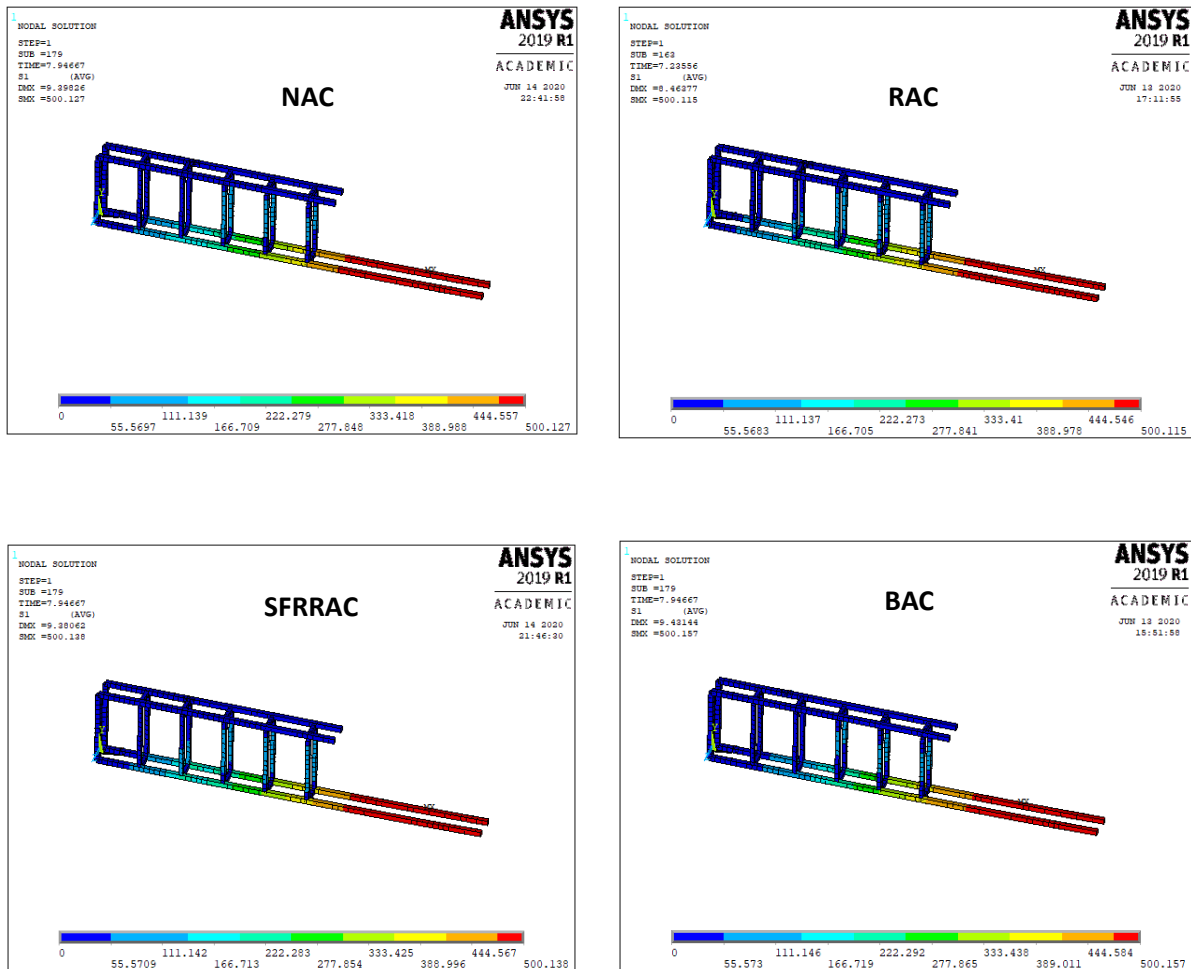 1
NODAL SOLUTION
STEP=1
SUB =179
TIME=7.94667
S1 (AVG)
DMX =9.39826
SMX =500.127
ANSYS
2019 R1
ACADEMIC
JUN 14 2020
22:41:58
NAC
Y
MX
0 111.139 222.279 333.418 444.557
55.5697 166.709 277.848 388.988 500.127
1
NODAL SOLUTION
STEP=1
SUB =163
TIME=7.23556
S1 (AVG)
DMX =8.46377
SMX =500.115
ANSYS
2019 R1
ACADEMIC
JUN 13 2020
17:11:55
RAC
Y
MX
0 111.137 222.273 333.41 444.546
55.5683 166.705 277.841 388.978 500.115
1
NODAL SOLUTION
STEP=1
SUB =179
TIME=7.94667
S1 (AVG)
DMX =9.38062
SMX =500.138
ANSYS
2019 R1
ACADEMIC
JUN 14 2020
21:46:30
SFRRAC
Y
MX
0 111.142 222.283 333.425 444.567
55.5709 166.713 277.854 388.996 500.138
1
NODAL SOLUTION
STEP=1
SUB =179
TIME=7.94667
S1 (AVG)
DMX =9.43144
SMX =500.157
ANSYS
2019 R1
ACADEMIC
JUN 13 2020
15:51:58
BAC
Y
MX
0 111.146 222.292 333.438 444.584
55.573 166.719 277.865 389.011 500.157